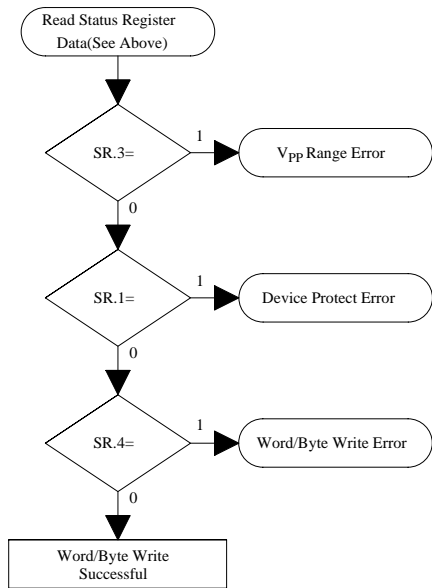 Read Status Register
Data(See Above)
1
SR.3=
VPP Range Error
0
1
SR.1=
Device Protect Error
0
1
SR.4=
Word/Byte Write Error
0
Word/Byte Write
Successful